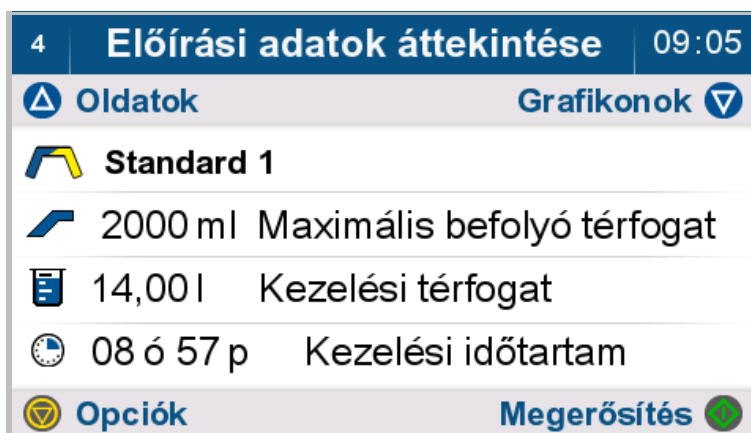 4 Előírási adatok áttekintése 09:05
Oldatok Grafikonok
Standard 1
2000 ml Maximális befolyó térfogat
14,00 l Kezelési térfogat
08 ó 57 p Kezelési időtartam
Opciók Megerősítés